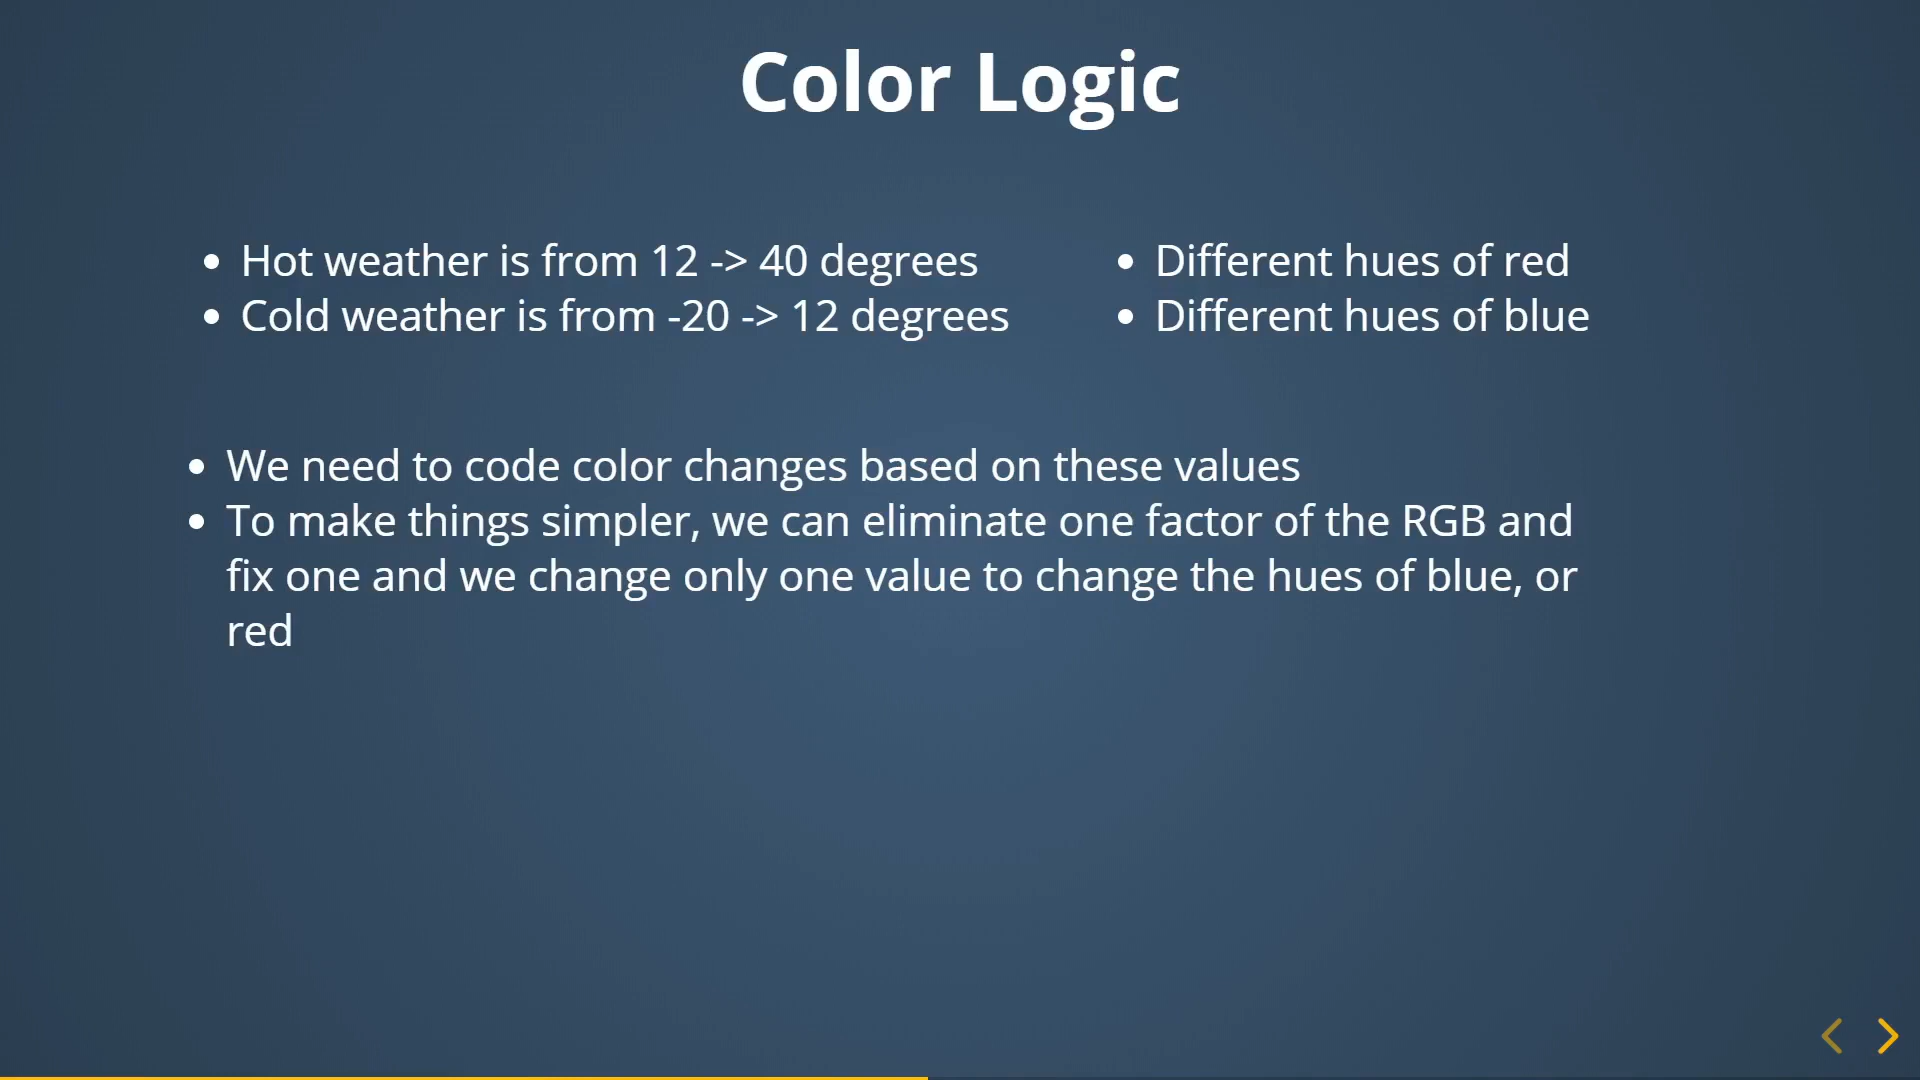 Color Logic
Hot weather is from 12 -> 40 degrees
Cold weather is from -20 -> 12 degrees
Different hues of red
Different hues of blue
We need to code color changes based on these values
To make things simpler, we can eliminate one factor of the RGB and
fix one and we change only one value to change the hues of blue, or
red